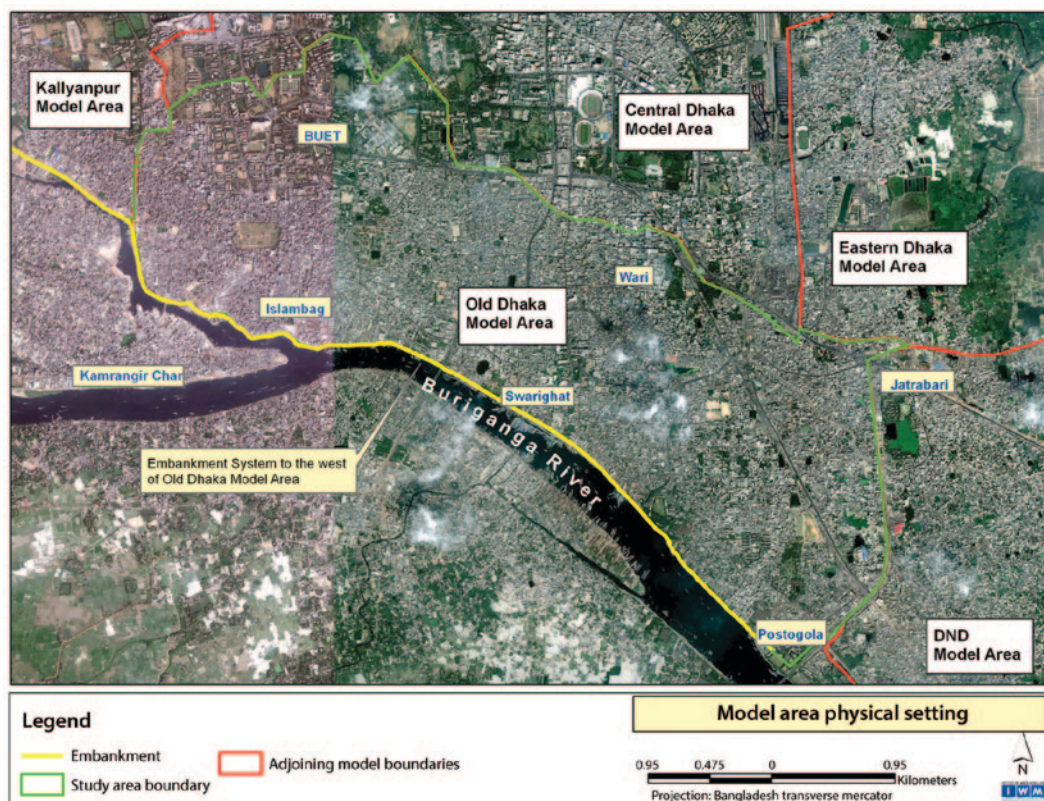 Kallyanpur
Model Area
BUET
Central Dhaka
Model Area
Eastern Dhaka
Model Area
Wari
Old Dhaka
Model Area
Islambag
Kamrangir Char
Swarighat
Jatrabari
Buriganga River
Embankment System to the west
of Old Dhaka Model Area
Postogola
DND
Model Area
Legend
Embankment
Study area boundary
Adjoining model boundaries
Model area physical setting
0.95 0.475 0 0.95
Kilometers
Projection: Bangladesh transverse mercator
N
IWM